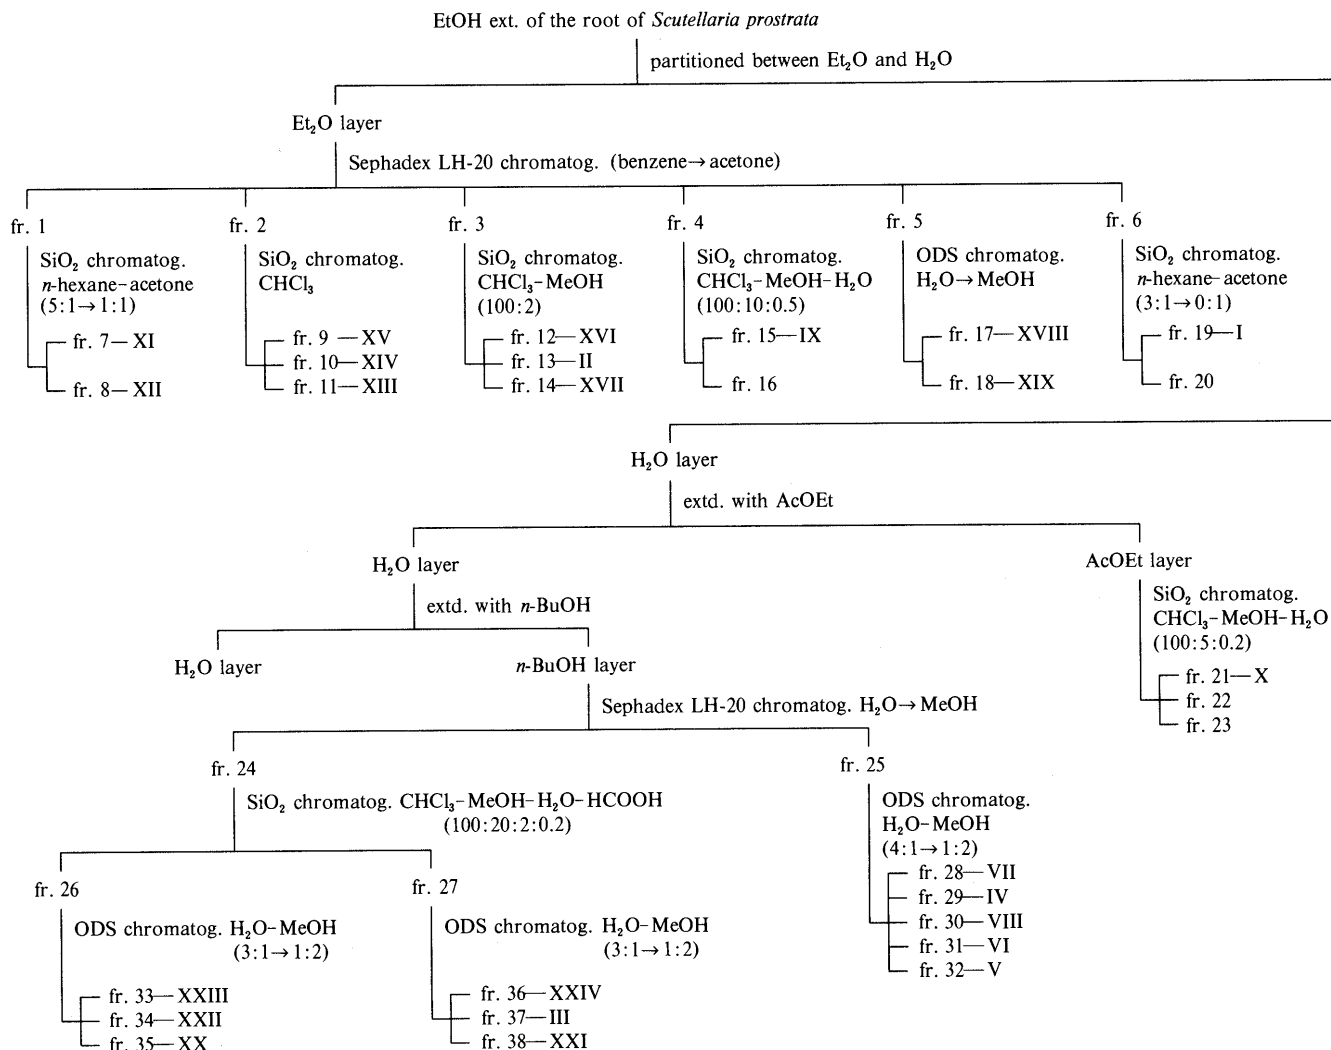 EtOH ext. of the root of Scutellaria prostrata
partitioned between Et₂O and H₂O
Et₂O layer
Sephadex LH-20 chromatog. (benzene→acetone)
fr. 1
SiO₂ chromatog.
n-hexane–acetone
(5:1→1:1)
fr. 7—XI
fr. 8—XII
fr. 2
SiO₂ chromatog.
CHCl₃
fr. 9 —XV
fr. 10—XIV
fr. 11—XIII
fr. 3
SiO₂ chromatog.
CHCl₃–MeOH
(100:2)
fr. 12—XVI
fr. 13—II
fr. 14—XVII
fr. 4
SiO₂ chromatog.
CHCl₃–MeOH–H₂O
(100:10:0.5)
fr. 15—IX
fr. 16
fr. 5
ODS chromatog.
H₂O→MeOH
fr. 17—XVIII
fr. 18—XIX
fr. 6
SiO₂ chromatog.
n-hexane–acetone
(3:1→0:1)
fr. 19—I
fr. 20
H₂O layer
extd. with AcOEt
H₂O layer
extd. with n-BuOH
AcOEt layer
SiO₂ chromatog.
CHCl₃–MeOH–H₂O
(100:5:0.2)
fr. 21—X
fr. 22
fr. 23
H₂O layer
n-BuOH layer
Sephadex LH-20 chromatog. H₂O→MeOH
fr. 24
SiO₂ chromatog. CHCl₃–MeOH–H₂O–HCOOH
(100:20:2:0.2)
fr. 25
ODS chromatog.
H₂O–MeOH
(4:1→1:2)
fr. 28—VII
fr. 29—IV
fr. 30—VIII
fr. 31—VI
fr. 32—V
fr. 26
ODS chromatog. H₂O–MeOH
(3:1→1:2)
fr. 33—XXIII
fr. 34—XXII
fr. 35—XX
fr. 27
ODS chromatog. H₂O–MeOH
(3:1→1:2)
fr. 36—XXIV
fr. 37—III
fr. 38—XXI